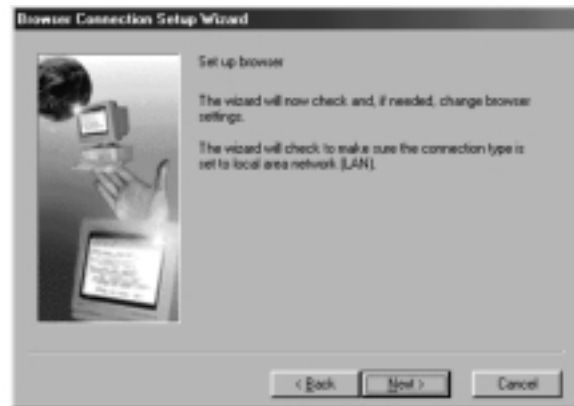 Browser Connection Setup Wizard
Set up browser
The wizard will now check and, if needed, change browser
settings.
The wizard will check to make sure the connection type is
set to local area network (LAN).
< Back
Next >
Cancel